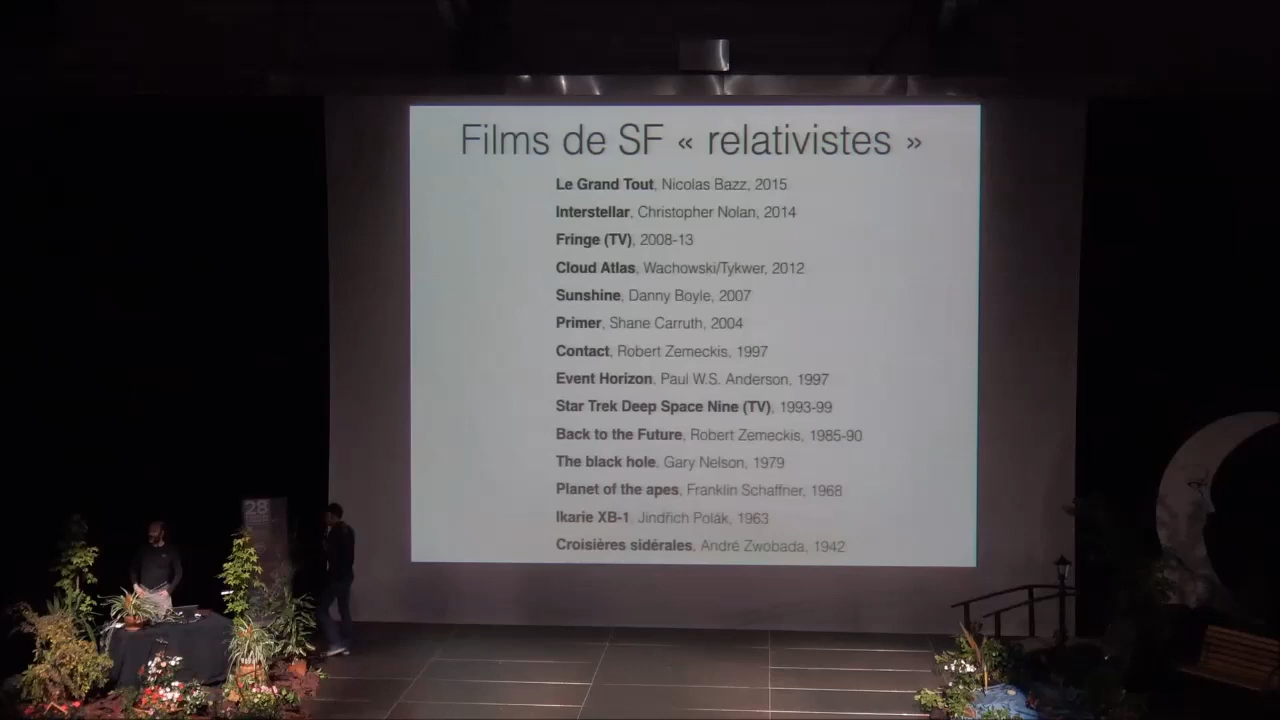 Films de SF « relativistes »
Le Grand Tout, Nicolas Bazz, 2015
Interstellar, Christopher Nolan, 2014
Fringe (TV), 2008-13
Cloud Atlas, Wachowski/Tykwer, 2012
Sunshine, Danny Boyle, 2007
Primer, Shane Carruth, 2004
Contact, Robert Zemeckis, 1997
Event Horizon, Paul W.S. Anderson, 1997
Star Trek Deep Space Nine (TV), 1993-99
Back to the Future, Robert Zemeckis, 1985-90
The black hole, Gary Nelson, 1979
Planet of the apes, Franklin Schaffner, 1968
Ikarie XB-1, Jindřich Polák, 1963
Croisières sidérales, André Zwobada, 1942
28